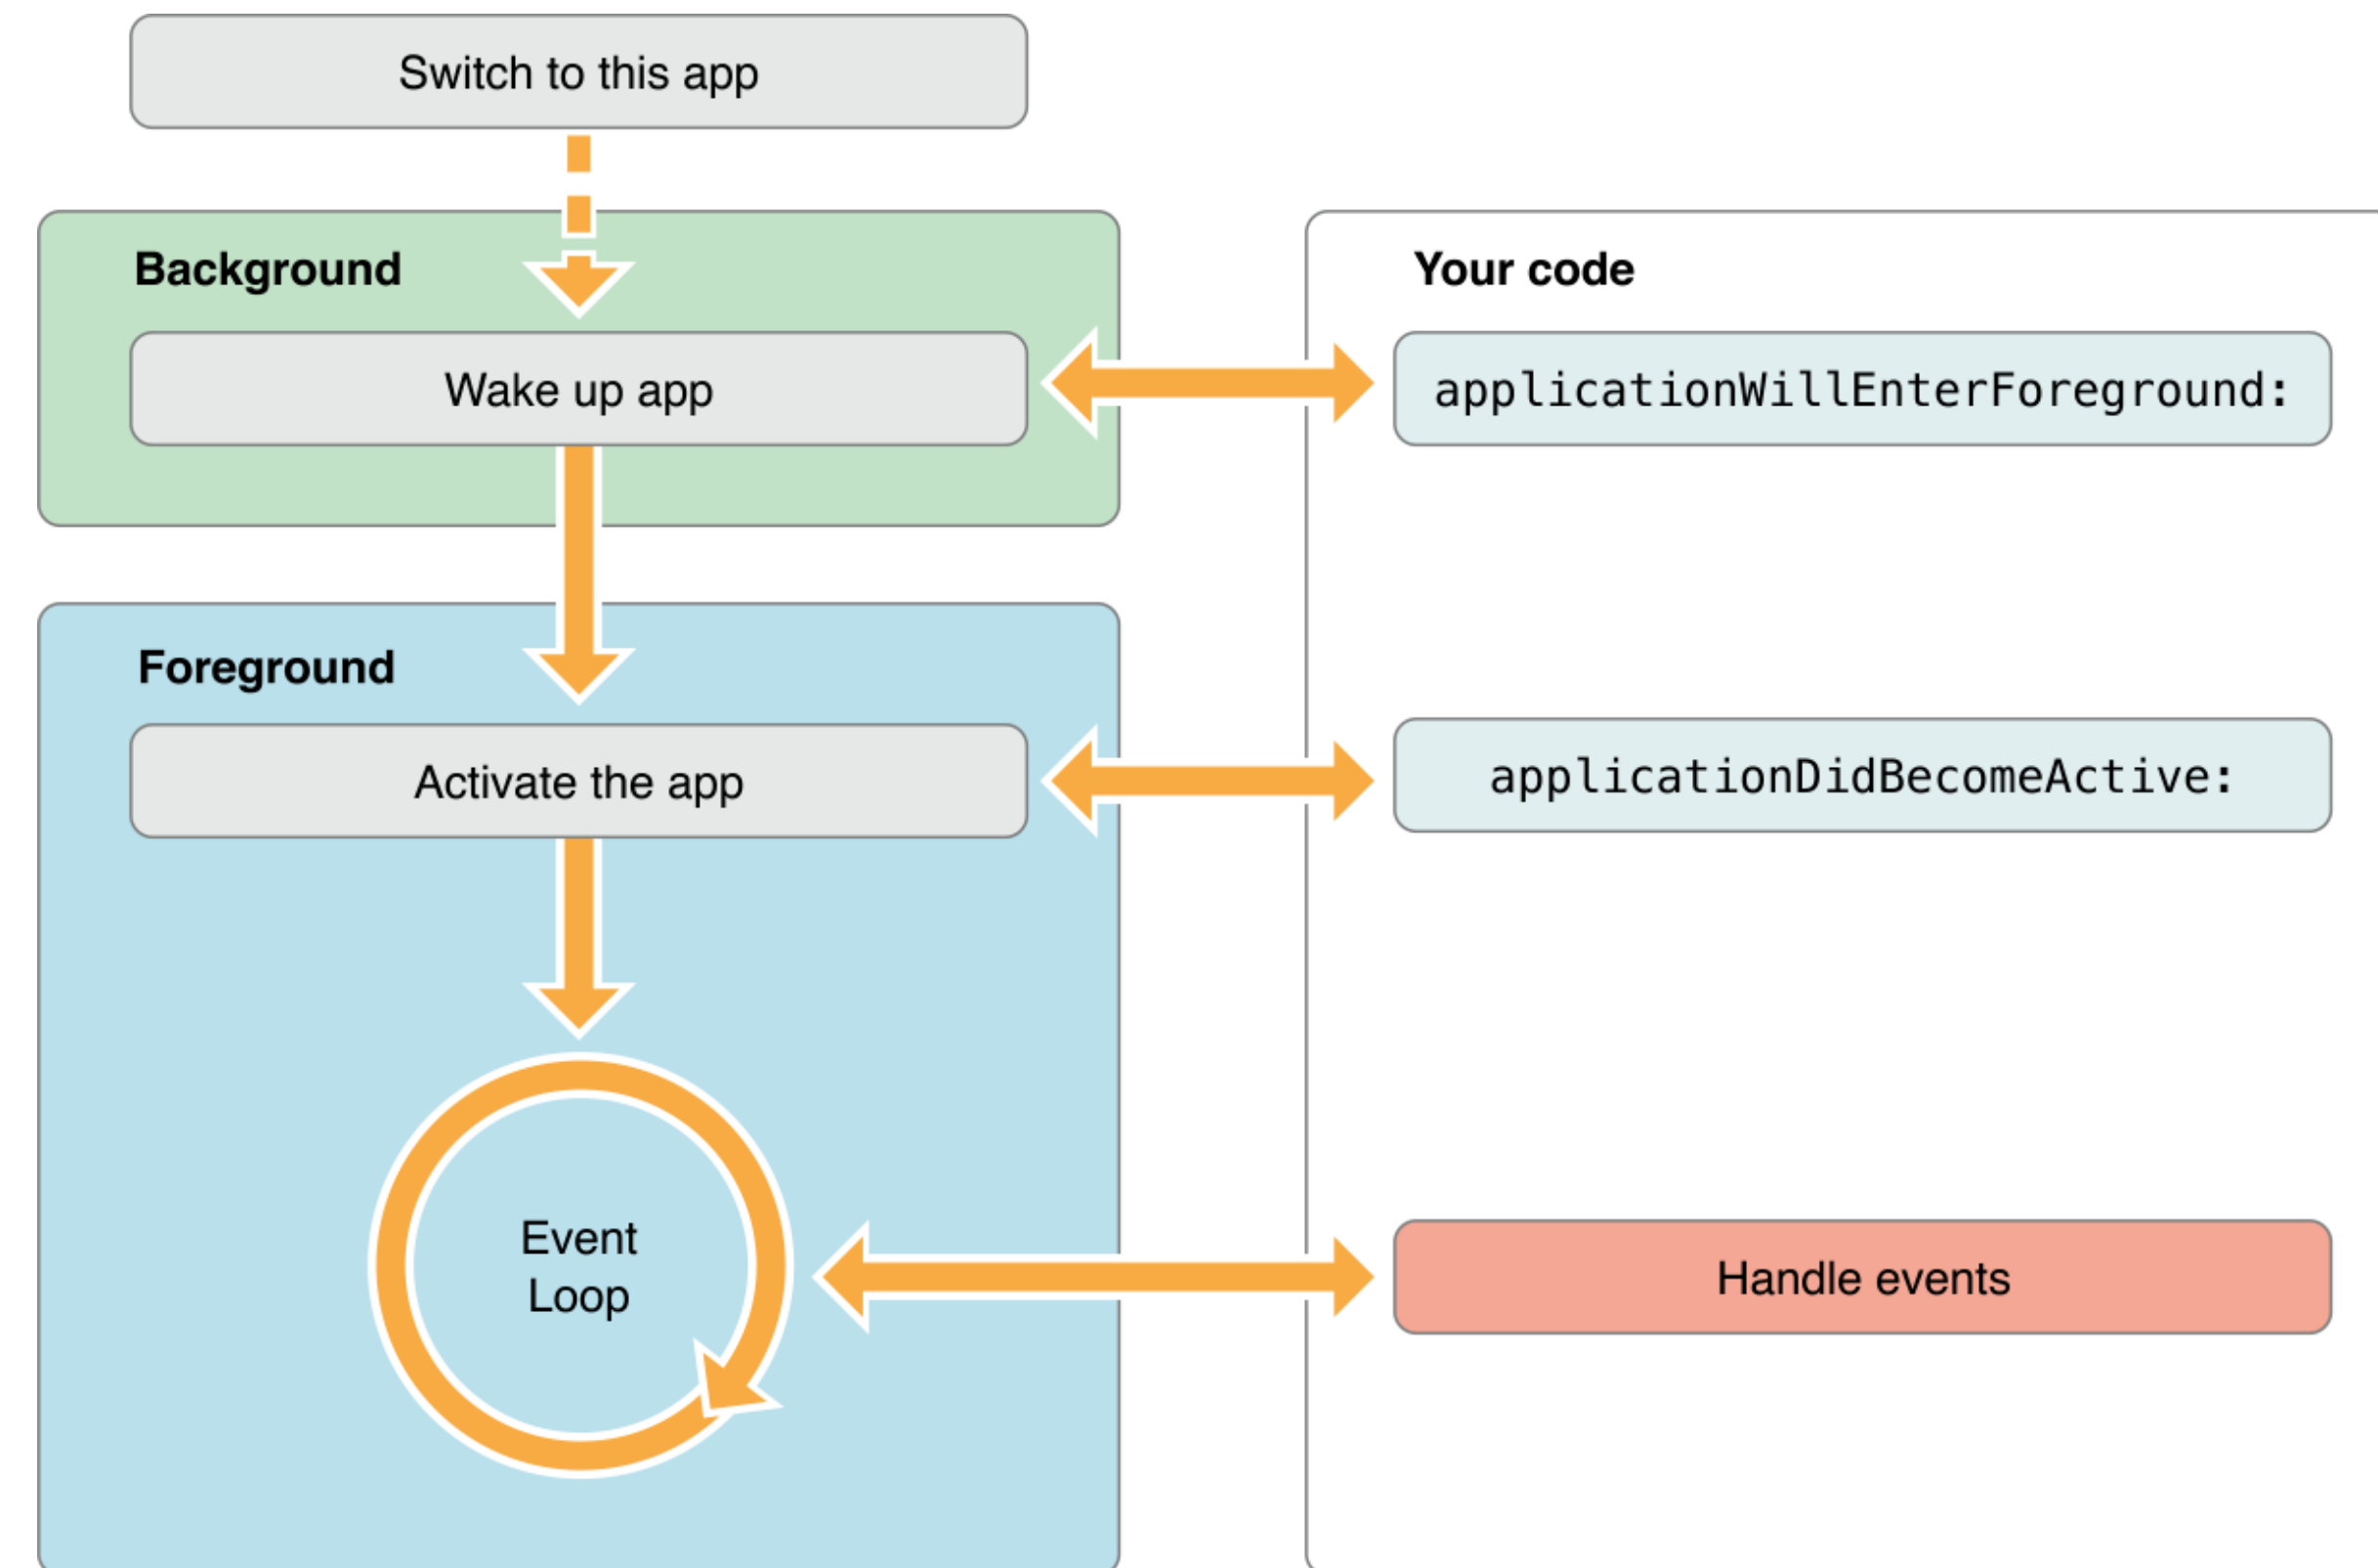 Switch to this app
Background
Your code
Wake up app
applicationWillEnterForeground:
Foreground
Activate the app
applicationDidBecomeActive:
Event
Loop
Handle events